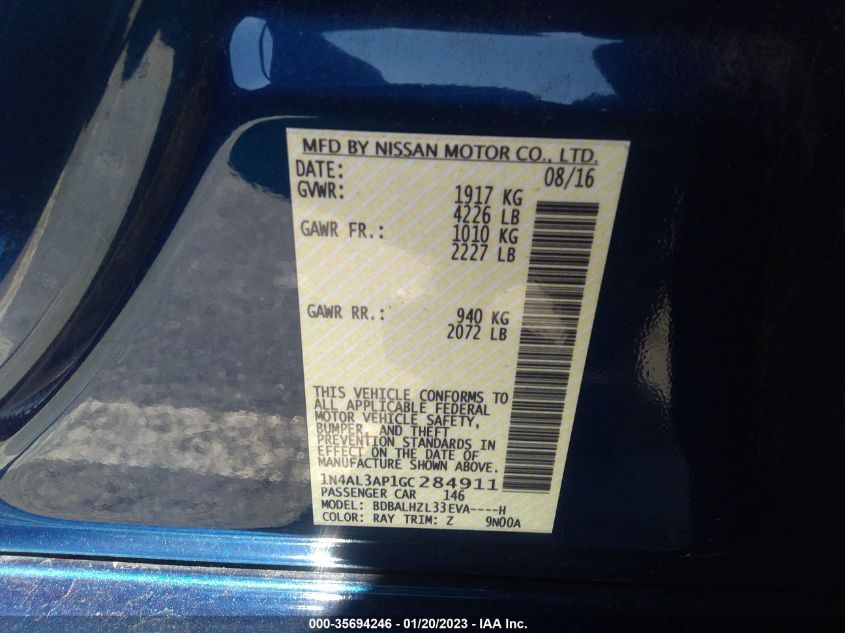 MFD BY NISSAN MOTOR CO., LTD.
DATE: 08/16
GVWR: 1917 KG
4226 LB
GAWR FR.: 1010 KG
2227 LB
GAWR RR.: 940 KG
2072 LB
THIS VEHICLE CONFORMS TO
ALL APPLICABLE FEDERAL
MOTOR VEHICLE SAFETY,
BUMPER, AND THEFT
PREVENTION STANDARDS IN
EFFECT ON THE DATE OF
MANUFACTURE SHOWN ABOVE.
1N4AL3AP1GC284911
PASSENGER CAR 146
MODEL: BDBALHZL33EVA----H
COLOR: RAY TRIM: Z 9N00A
000-35694246 - 01/20/2023 - IAA Inc.